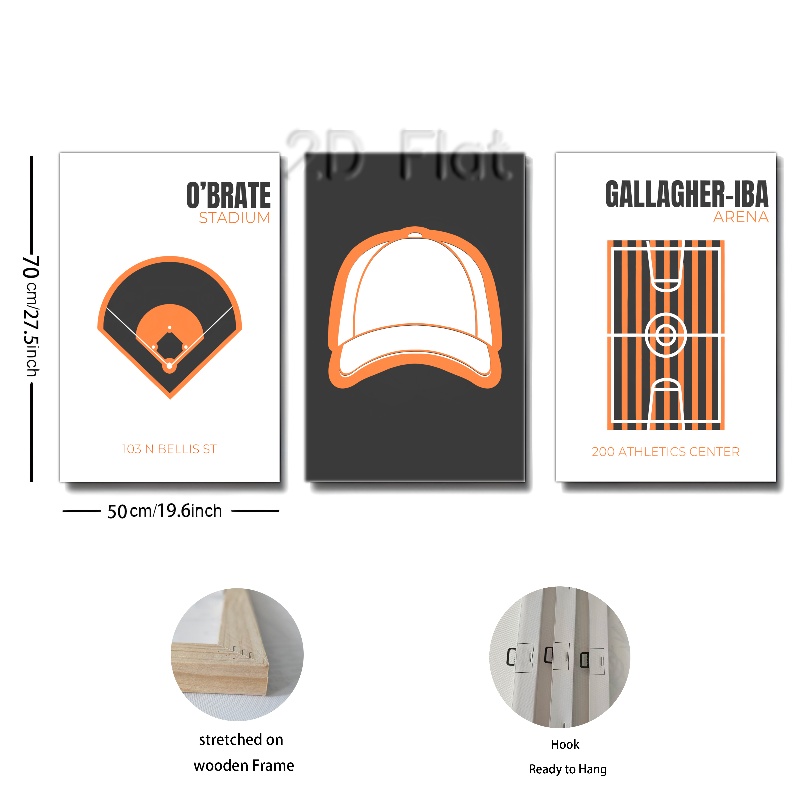 2D Flat
O'BRATE
STADIUM
103 N BELLIS ST
GALLAGHER-IBA
ARENA
200 ATHLETICS CENTER
70 cm/27.5inch
50cm/19.6inch
stretched on
wooden Frame
Hook
Ready to Hang